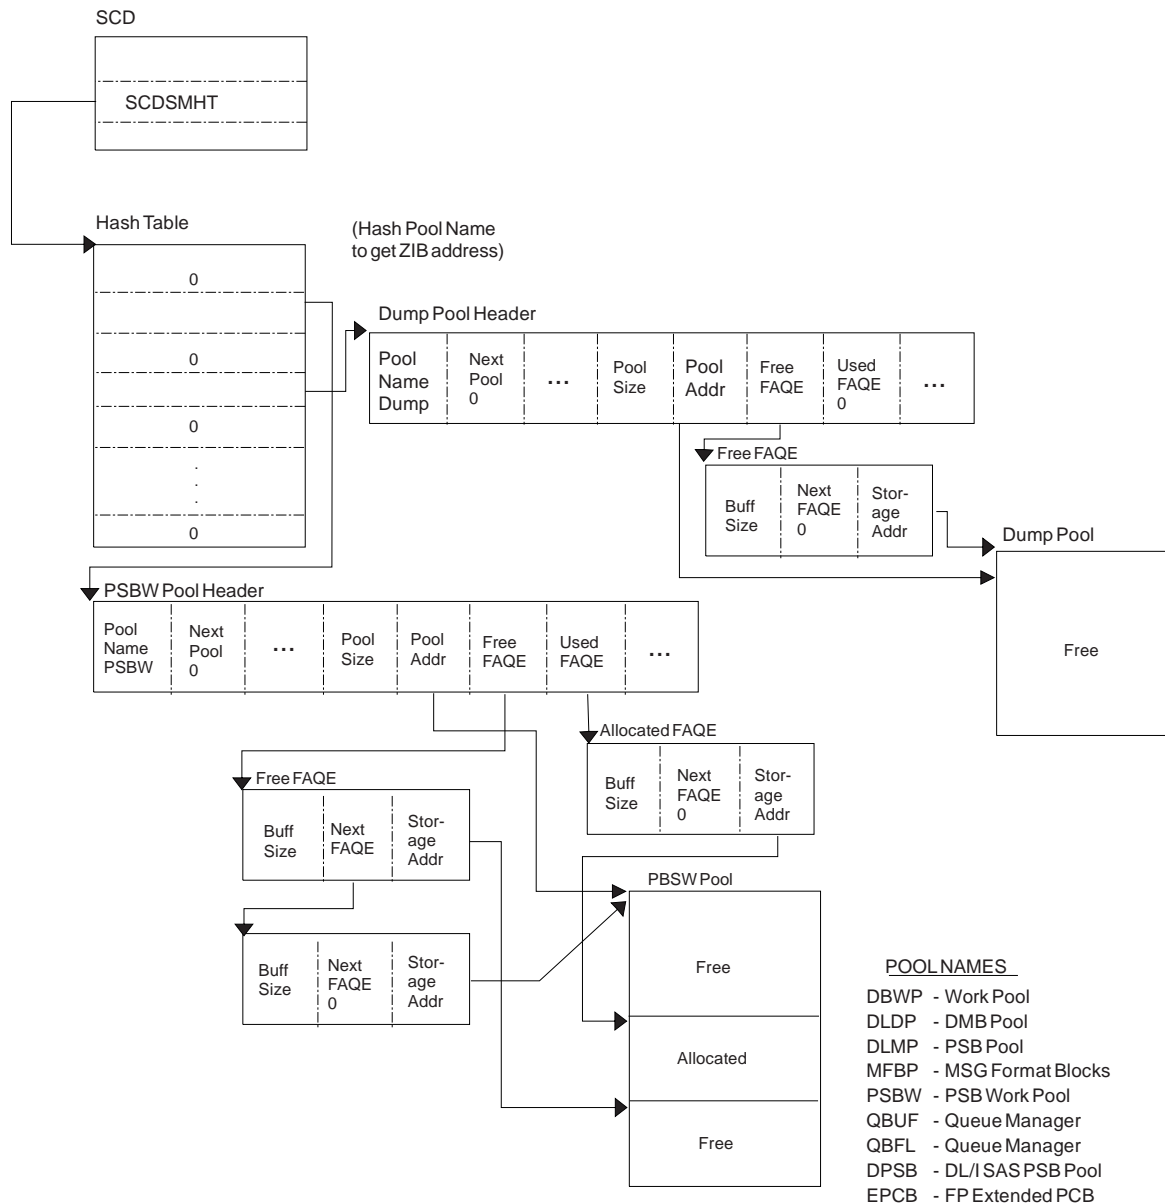 SCD
SCDSMHT
Hash Table
(Hash Pool Name
to get ZIB address)
0
0
0
.
.
.
0
Dump Pool Header
Pool
Name
Dump
Next
Pool
0
...
Pool
Size
Pool
Addr
Free
FAQE
Used
FAQE
0
...
Free FAQE
Buff
Size
Next
FAQE
0
Stor-
age
Addr
Dump Pool
Free
PSBW Pool Header
Pool
Name
PSBW
Next
Pool
0
...
Pool
Size
Pool
Addr
Free
FAQE
Used
FAQE
...
Allocated FAQE
Buff
Size
Next
FAQE
0
Stor-
age
Addr
Free FAQE
Buff
Size
Next
FAQE
Stor-
age
Addr
Buff
Size
Next
FAQE
0
Stor-
age
Addr
PBSW Pool
Free
Allocated
Free
POOL NAMES
DBWP - Work Pool
DLDP - DMB Pool
DLMP - PSB Pool
MFBP - MSG Format Blocks
PSBW - PSB Work Pool
QBUF - Queue Manager
QBFL - Queue Manager
DPSB - DL/I SAS PSB Pool
EPCB - FP Extended PCB